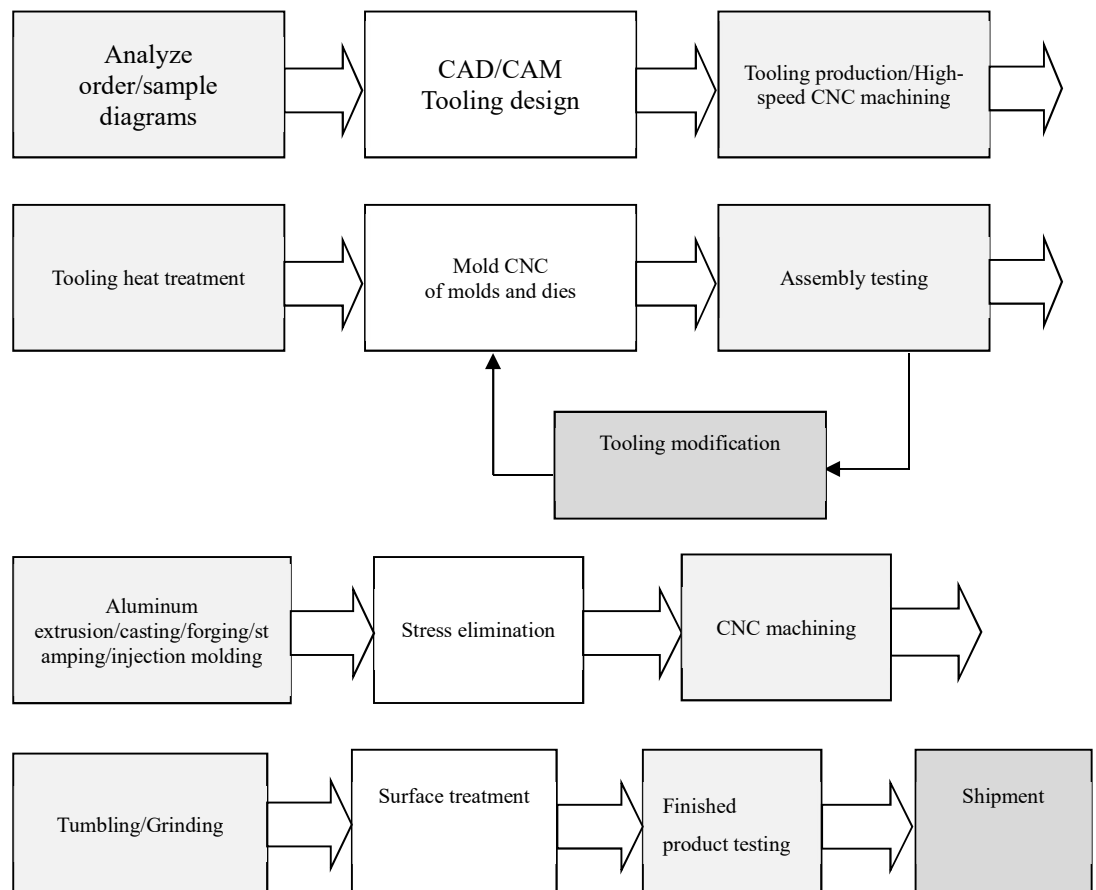 Analyze
order/sample
diagrams
CAD/CAM
Tooling design
Tooling production/High-
speed CNC machining
Tooling heat treatment
Mold CNC
of molds and dies
Assembly testing
Tooling modification
Aluminum
extrusion/casting/forging/st
amping/injection molding
Stress elimination
CNC machining
Tumbling/Grinding
Surface treatment
Finished
product testing
Shipment